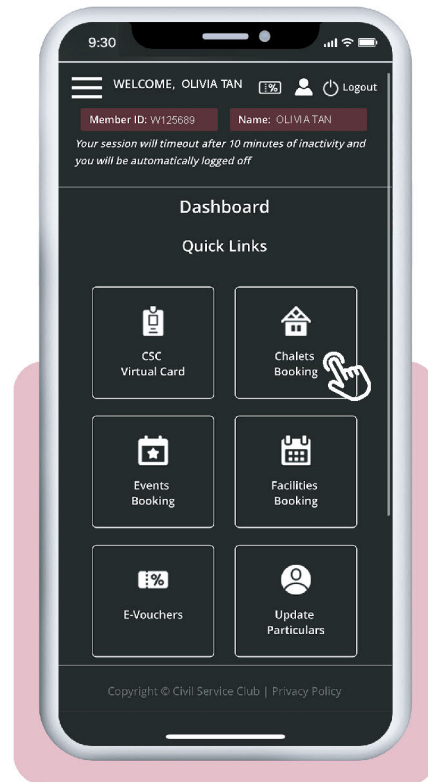 9:30
WELCOME, OLIVIA TAN
Logout
Member ID: W125689
Name: OLIVIA TAN
Your session will timeout after 10 minutes of inactivity and
you will be automatically logged
off
Dashboard
Quick Links
CSC
Virtual Card
Chalets
Booking
Events
Booking
Facilities
Booking
%
E-Vouchers
Update
Particulars
Copyright © Civil Service Club | Privacy Policy